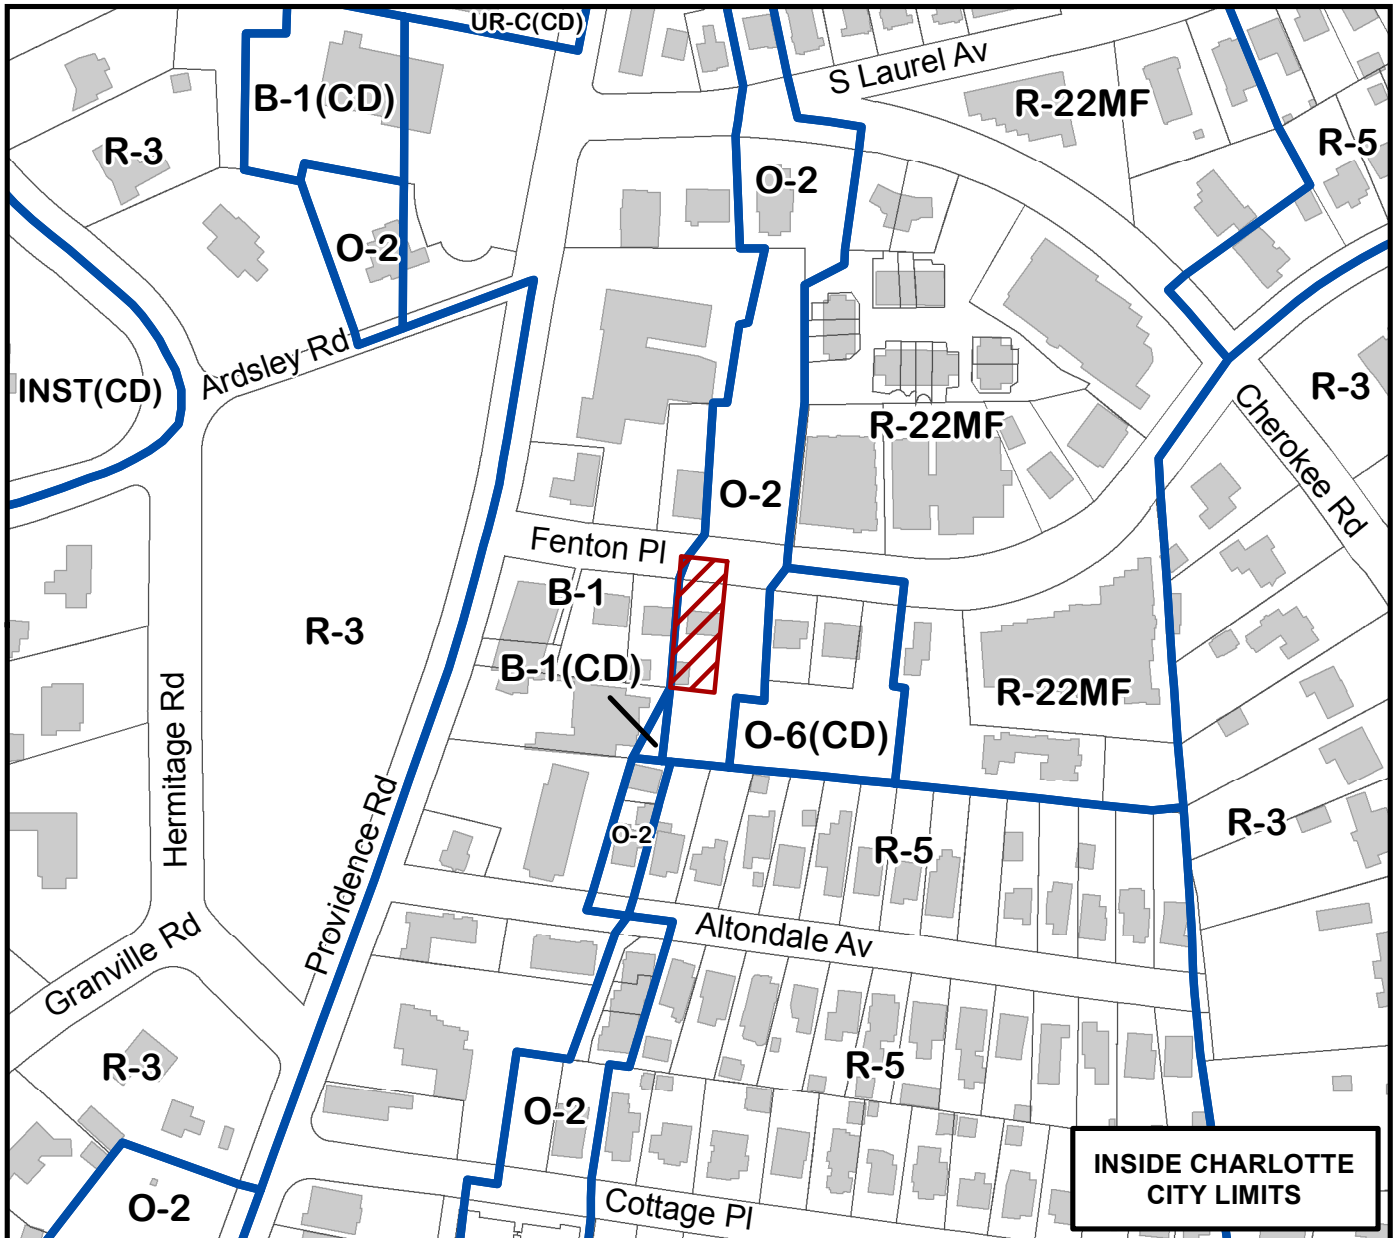 UR-C(CD)
S Laurel Av
B-1(CD)
R-22MF
R-3
R-5
O-2
O-2
Ardsley Rd
INST(CD)
R-3
Cherokee Rd
R-22MF
O-2
Fenton Pl
B-1
R-3
B-1(CD)
R-22MF
O-6(CD)
Hermitage Rd
Providence Rd
R-3
O-2
R-5
Altondale Av
Granville Rd
R-3
R-5
O-2
INSIDE CHARLOTTE
CITY LIMITS
O-2
Cottage Pl